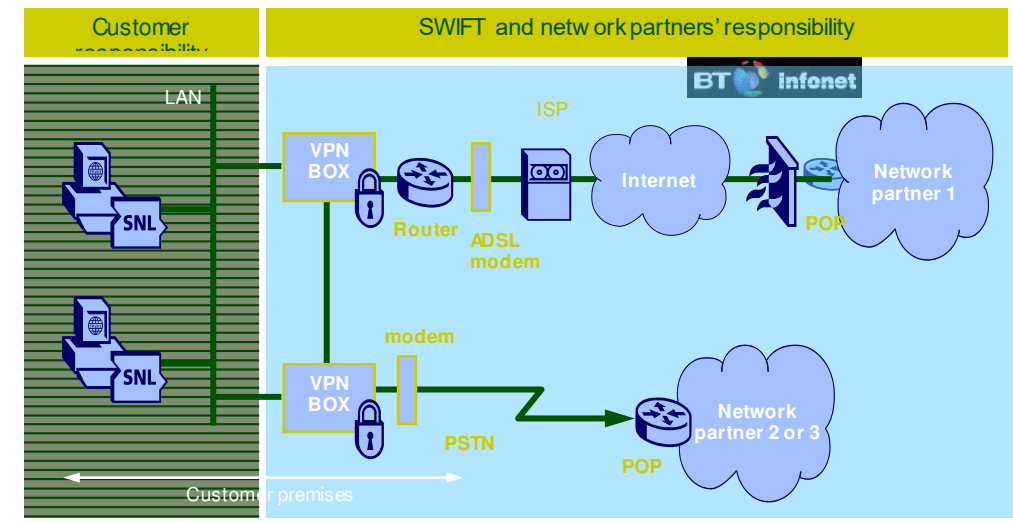 Customer
responsibility
SWIFT and network partners' responsibility
BT infonet
LAN
ISP
VPN
BOX
Internet
Network
partner 1
SNL
Router
POP
ADSL
modem
modem
SNL
VPN
BOX
Network
partner 2 or 3
PSTN
POP
Customer premises